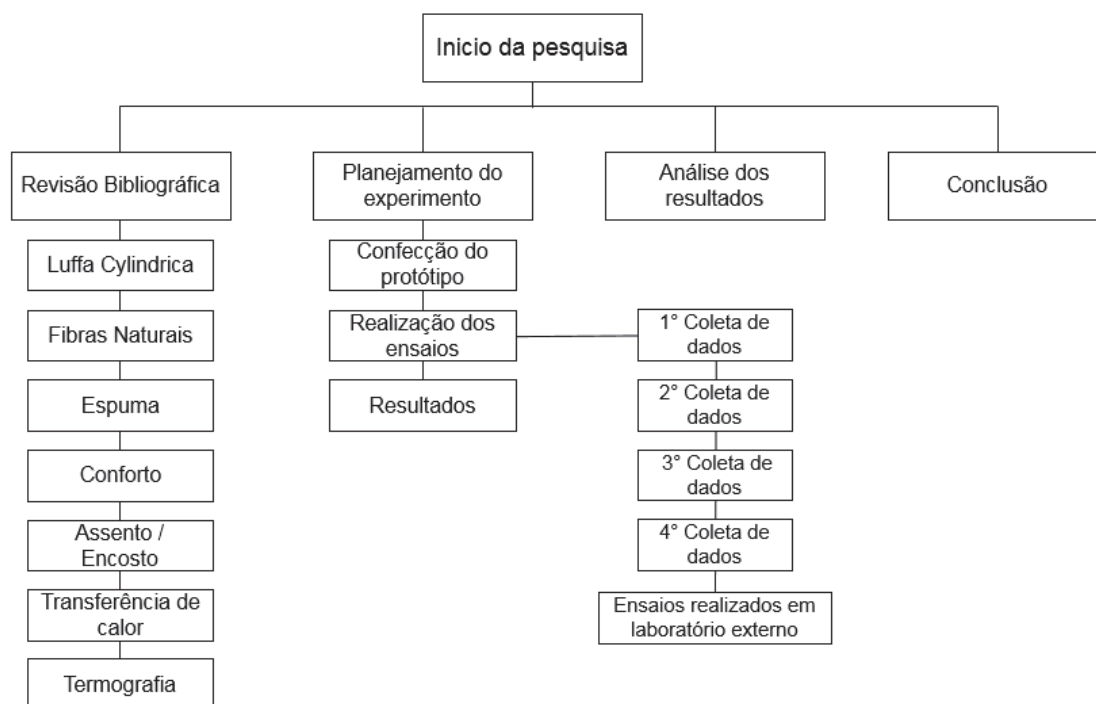 Inicio da pesquisa
Revisão Bibliográfica
Planejamento do
experimento
Análise dos
resultados
Conclusão
Luffa Cylindrica
Fibras Naturais
Espuma
Conforto
Assento /
Encosto
Transferência de
calor
Termografia
Confecção do
protótipo
Realização dos
ensaios
Resultados
1° Coleta de
dados
2° Coleta de
dados
3° Coleta de
dados
4° Coleta de
dados
Ensaios realizados em
laboratório externo